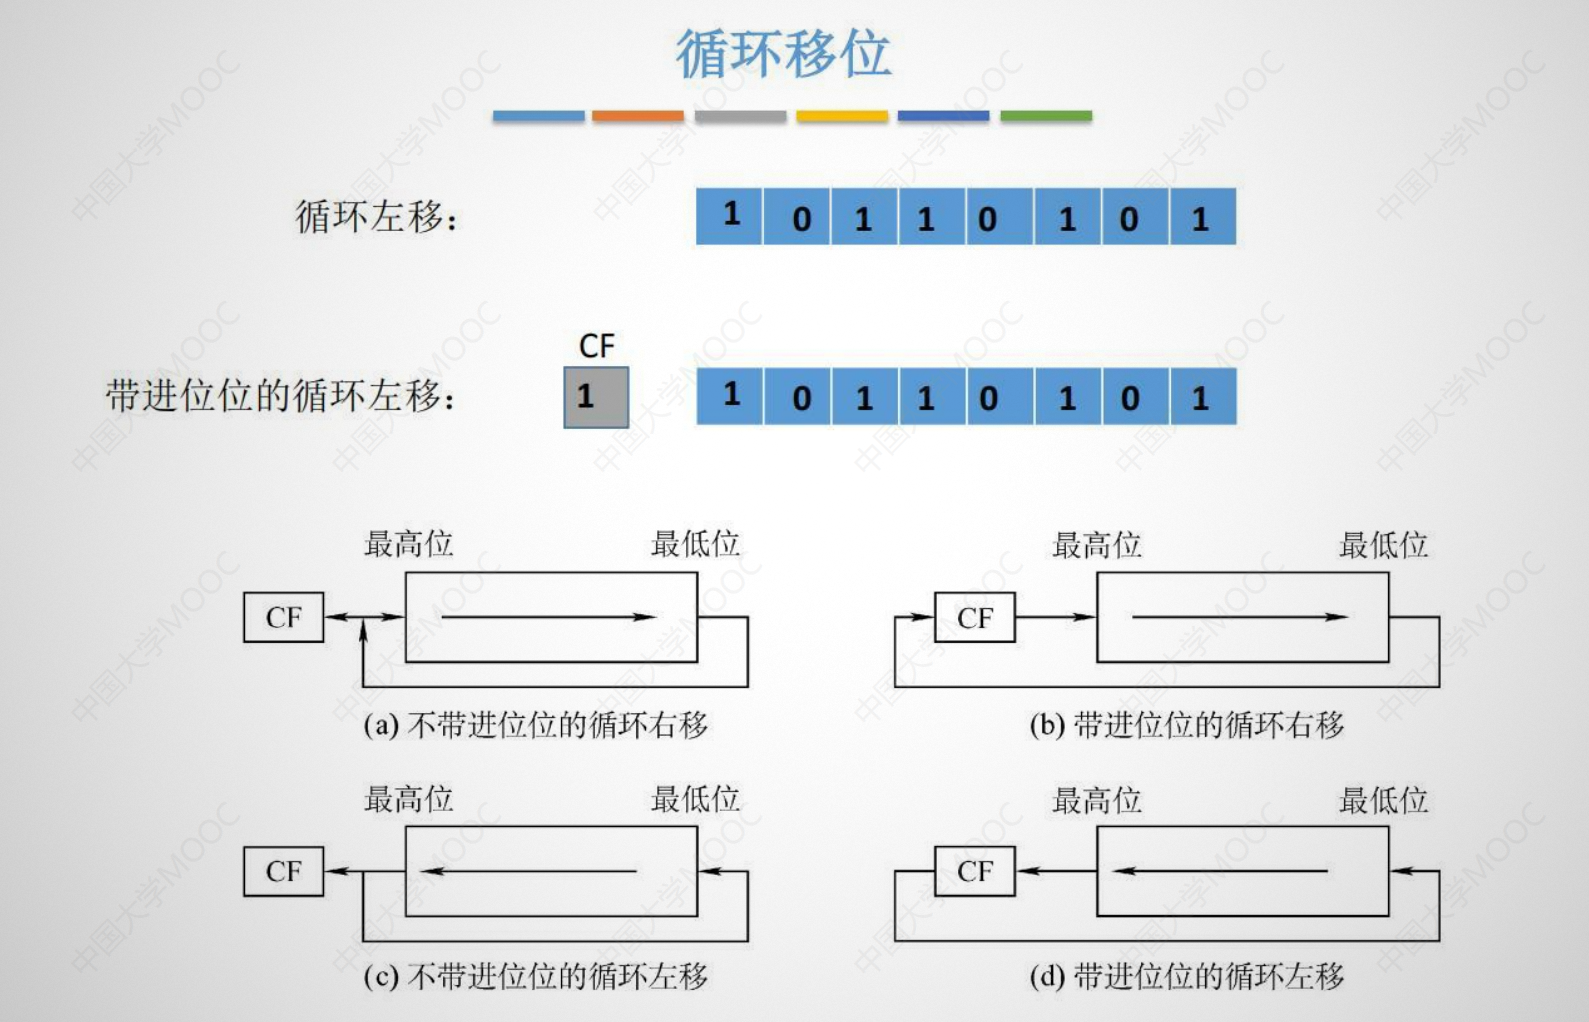 循环移位
循环左移： 1 0 1 1 0 1 0 1
CF
带进位位的循环左移： 1 1 0 1 1 0 1 0 1
最高位 最低位 最高位 最低位
CF CF
(a) 不带进位位的循环右移 (b) 带进位位的循环右移
最高位 最低位 最高位 最低位
CF CF
(c) 不带进位位的循环左移 (d) 带进位位的循环左移
中国大学MOOC